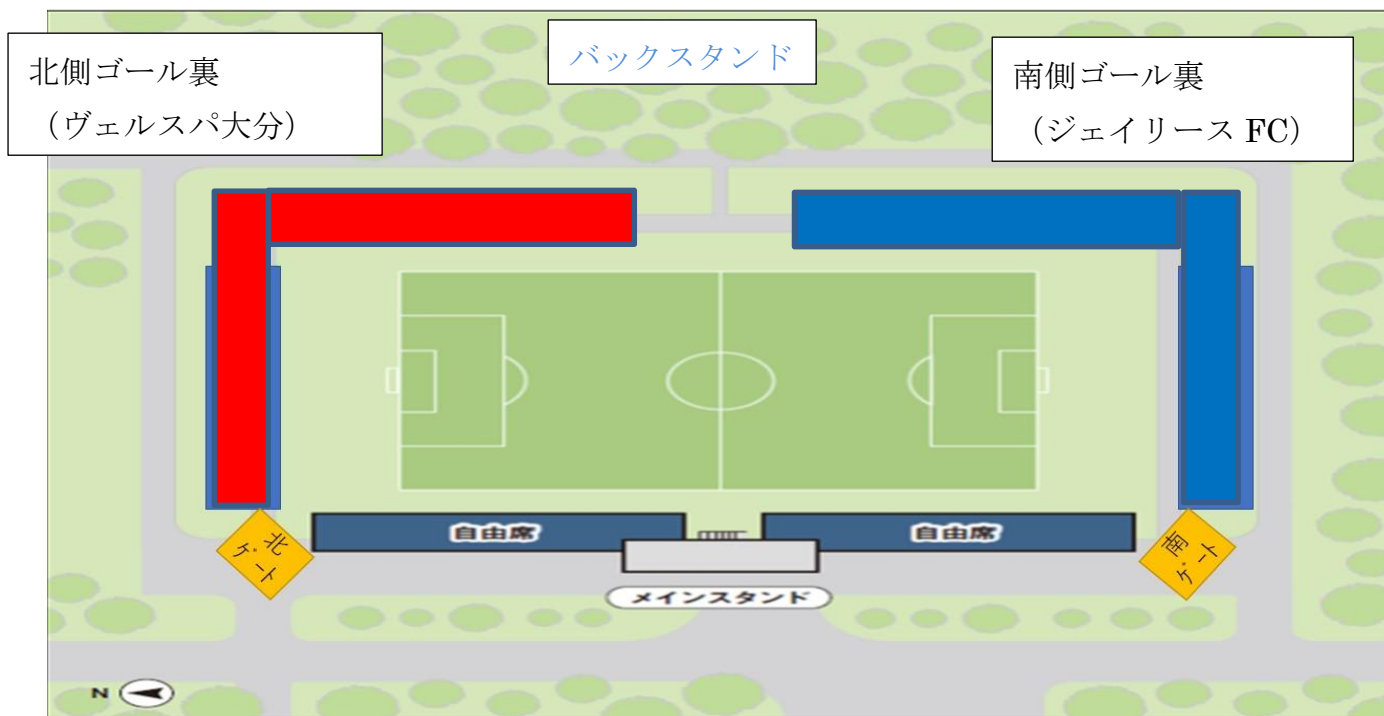 北側ゴール裏
（ヴェルスパ大分）
バックスタンド
南側ゴール裏
（ジェイリース FC）
北
ゲート
自由席
自由席
南
ゲート
メインスタンド
N